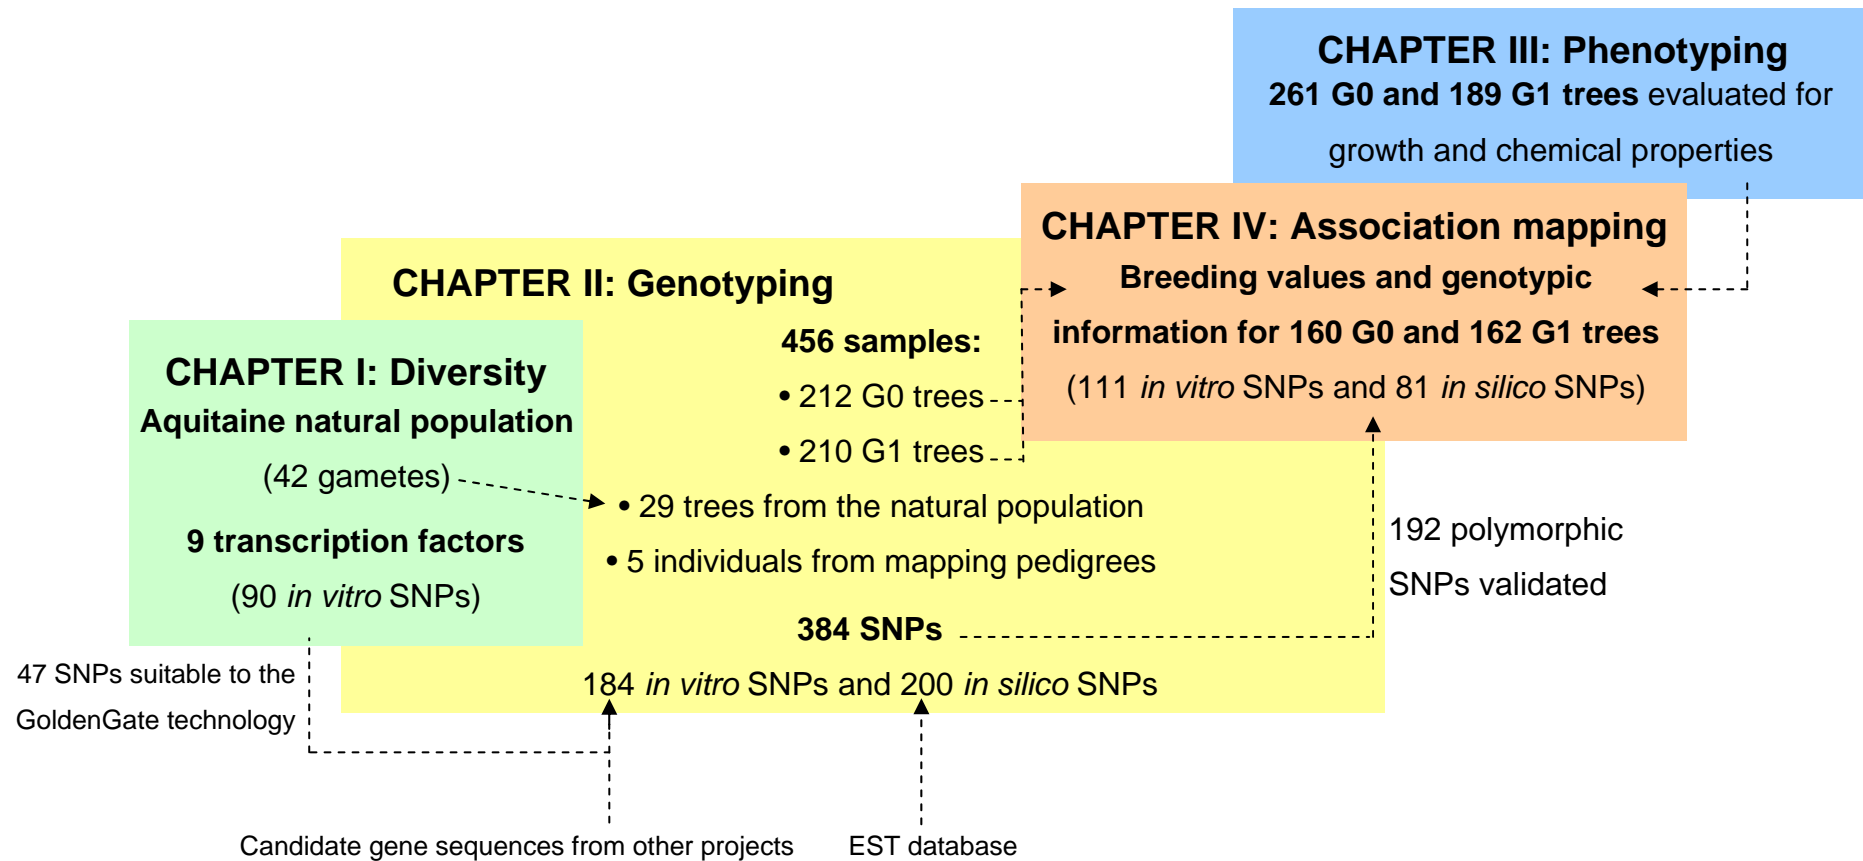 CHAPTER III: Phenotyping
261 G0 and 189 G1 trees evaluated for
growth and chemical properties
CHAPTER IV: Association mapping
Breeding values and genotypic
information for 160 G0 and 162 G1 trees
(111 in vitro SNPs and 81 in silico SNPs)
CHAPTER II: Genotyping
456 samples:
• 212 G0 trees
• 210 G1 trees
• 29 trees from the natural population
• 5 individuals from mapping pedigrees
384 SNPs
184 in vitro SNPs and 200 in silico SNPs
CHAPTER I: Diversity
Aquitaine natural population
(42 gametes)
9 transcription factors
(90 in vitro SNPs)
192 polymorphic
SNPs validated
47 SNPs suitable to the
GoldenGate technology
Candidate gene sequences from other projects
EST database